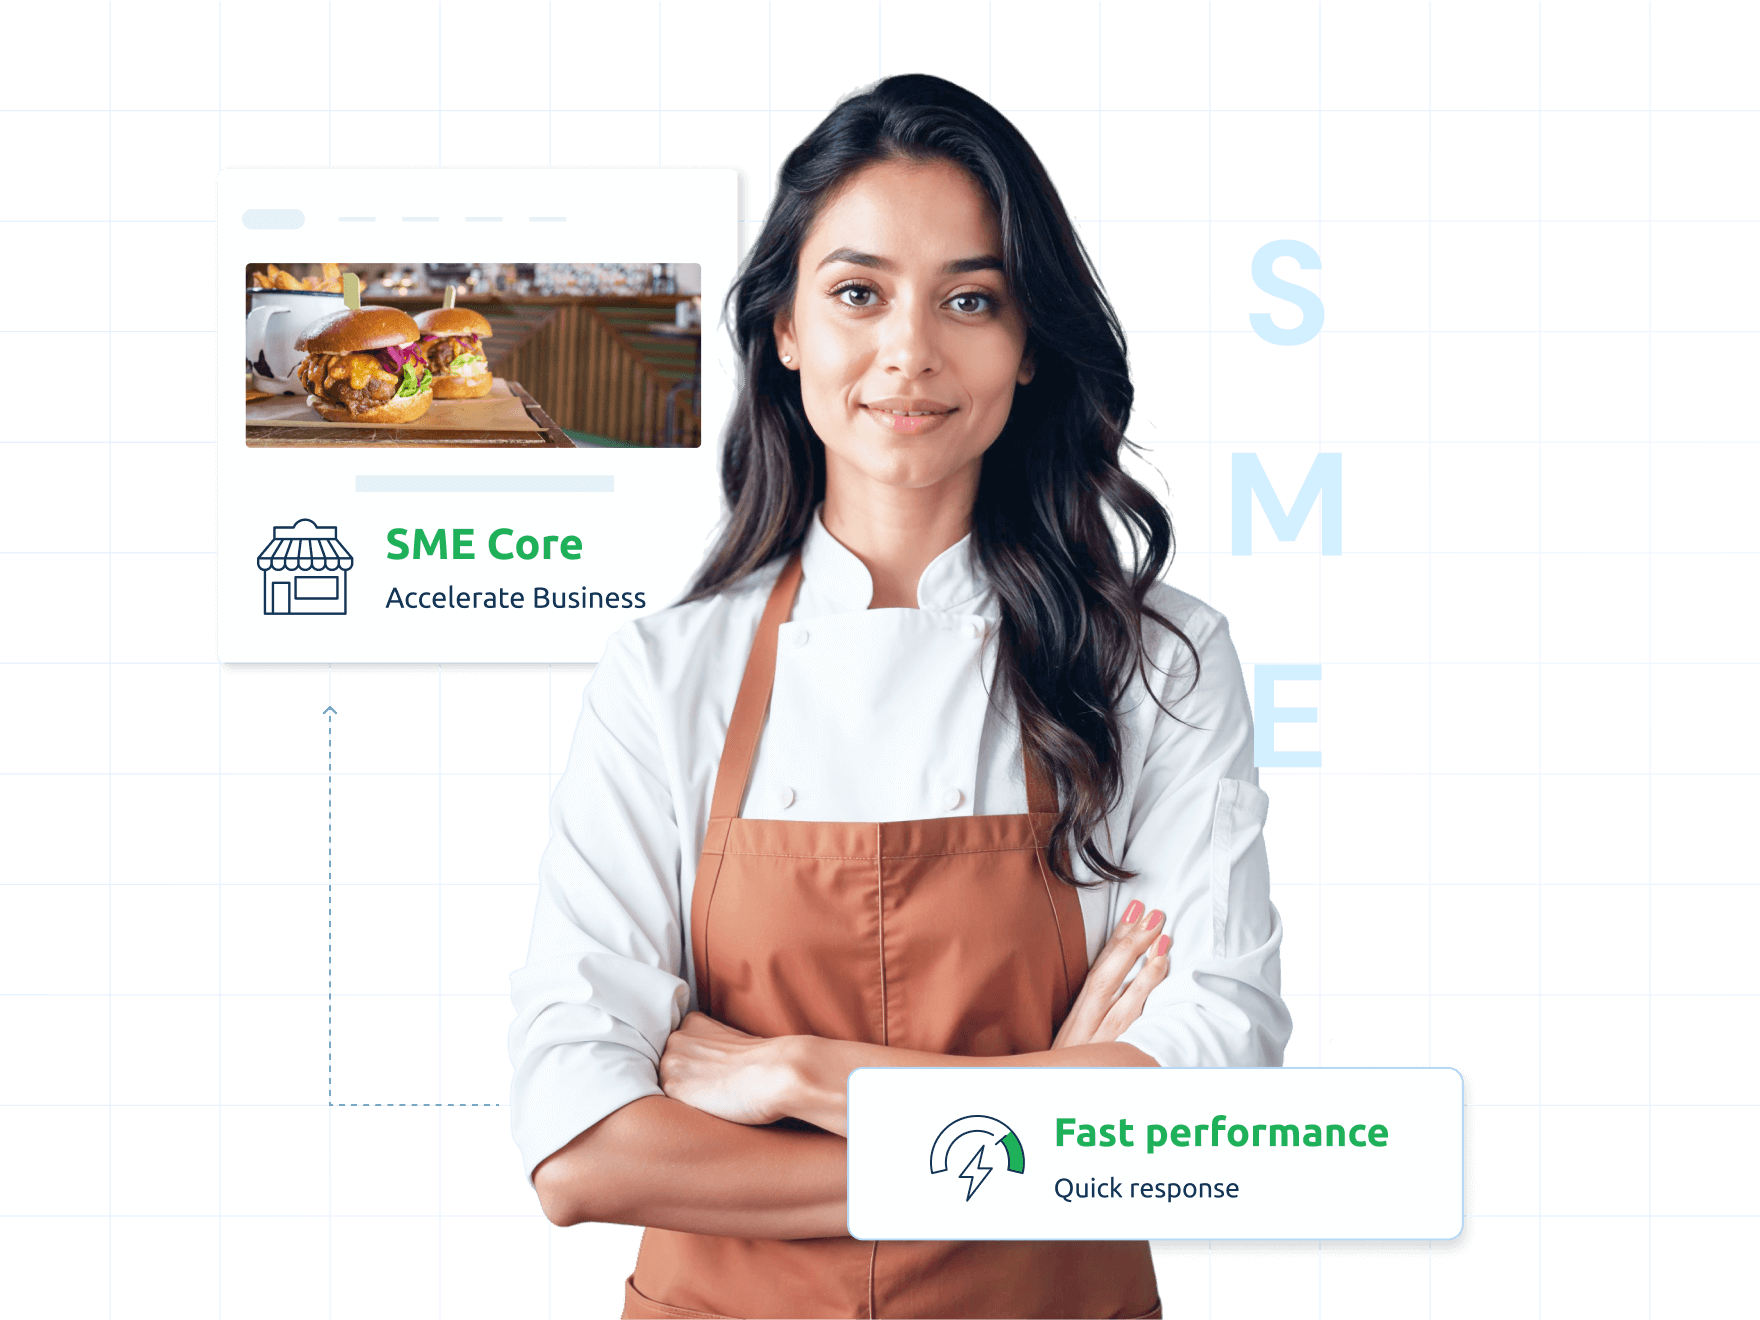 SME Core
Accelerate Business
S
M
E
Fast performance
Quick response